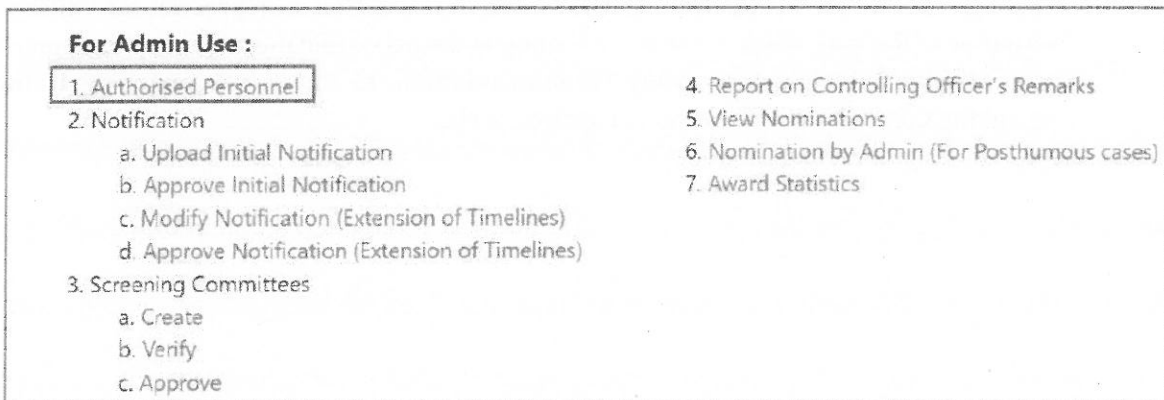 For Admin Use :
1. Authorised Personnel
2. Notification
a. Upload Initial Notification
b. Approve Initial Notification
c. Modify Notification (Extension of Timelines)
d. Approve Notification (Extension of Timelines)
3. Screening Committees
a. Create
b. Verify
c. Approve
4. Report on Controlling Officer's Remarks
5. View Nominations
6. Nomination by Admin (For Posthumous cases)
7. Award Statistics